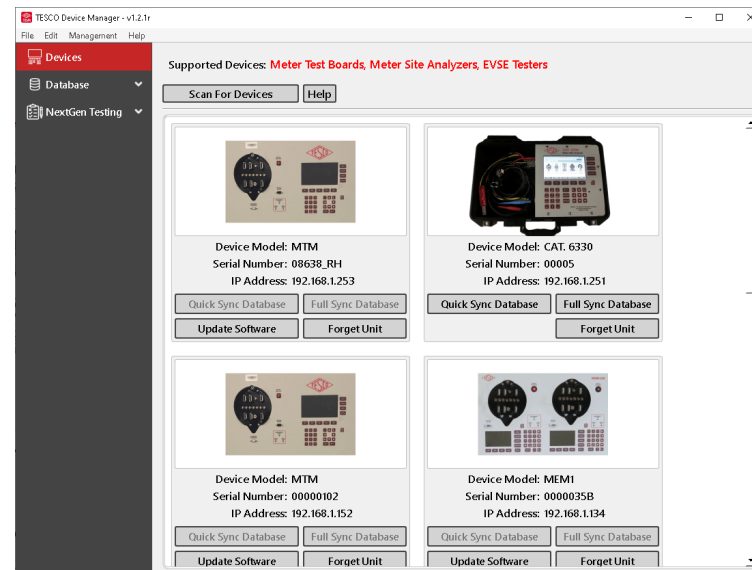 TESCO Device Manager - v1.2.1r
File Edit Management Help
Devices
Database
NextGen Testing
Supported Devices: Meter Test Boards, Meter Site Analyzers, EVSE Testers
Scan For Devices Help
TESCO
Device Model: MTM
Serial Number: 08638_RH
IP Address: 192.168.1.253
Quick Sync Database Full Sync Database
Update Software Forget Unit
Device Model: CAT. 6330
Serial Number: 00005
IP Address: 192.168.1.251
Quick Sync Database Full Sync Database
Forget Unit
TESCO
Device Model: MTM
Serial Number: 00000102
IP Address: 192.168.1.152
Quick Sync Database Full Sync Database
Update Software Forget Unit
Device Model: MEM1
Serial Number: 0000035B
IP Address: 192.168.1.134
Quick Sync Database Full Sync Database
Update Software Forget Unit